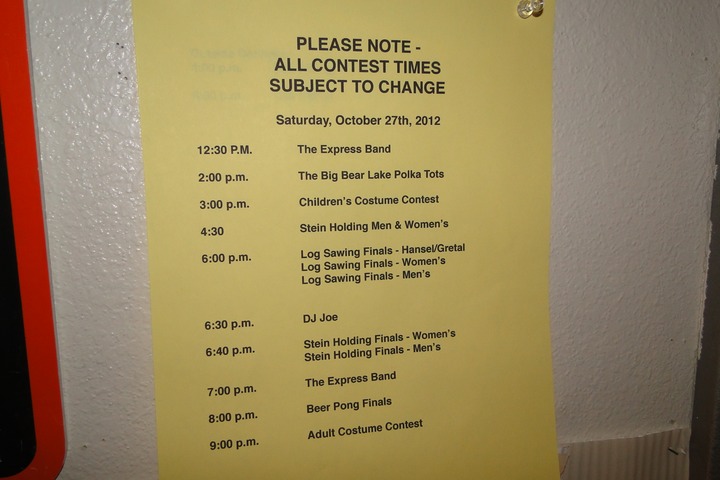 PLEASE NOTE -
ALL CONTEST TIMES
SUBJECT TO CHANGE
Saturday, October 27th, 2012
12:30 P.M. The Express Band
2:00 p.m. The Big Bear Lake Polka Tots
3:00 p.m. Children's Costume Contest
4:30 Stein Holding Men & Women's
6:00 p.m. Log Sawing Finals - Hansel/Gretal
Log Sawing Finals - Women's
Log Sawing Finals - Men's
6:30 p.m. DJ Joe
6:40 p.m. Stein Holding Finals - Women's
Stein Holding Finals - Men's
7:00 p.m. The Express Band
8:00 p.m. Beer Pong Finals
9:00 p.m. Adult Costume Contest